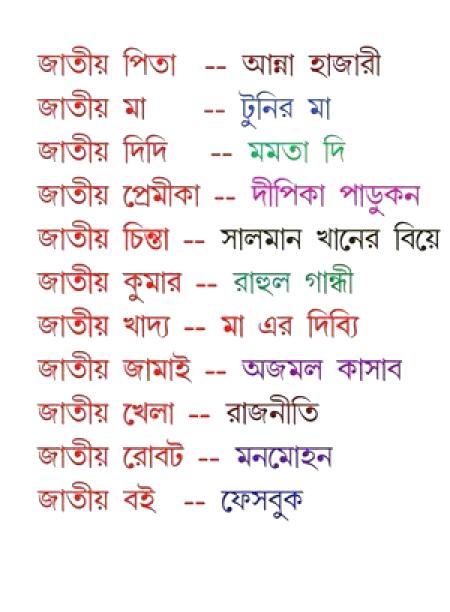 জাতীয় পিতা -- আন্না হাজারী
জাতীয় মা -- টুনির মা
জাতীয় দিদি -- মমতা দি
জাতীয় প্রেমীকা -- দীপিকা পাডুকন
জাতীয় চিন্তা -- সালমান খানের বিয়ে
জাতীয় কুমার -- রাহুল গান্ধী
জাতীয় খাদ্য -- মা এর দিব্যি
জাতীয় জামাই -- অজমল কাসাব
জাতীয় খেলা -- রাজনীতি
জাতীয় রোবট -- মনমোহন
জাতীয় বই -- ফেসবুক